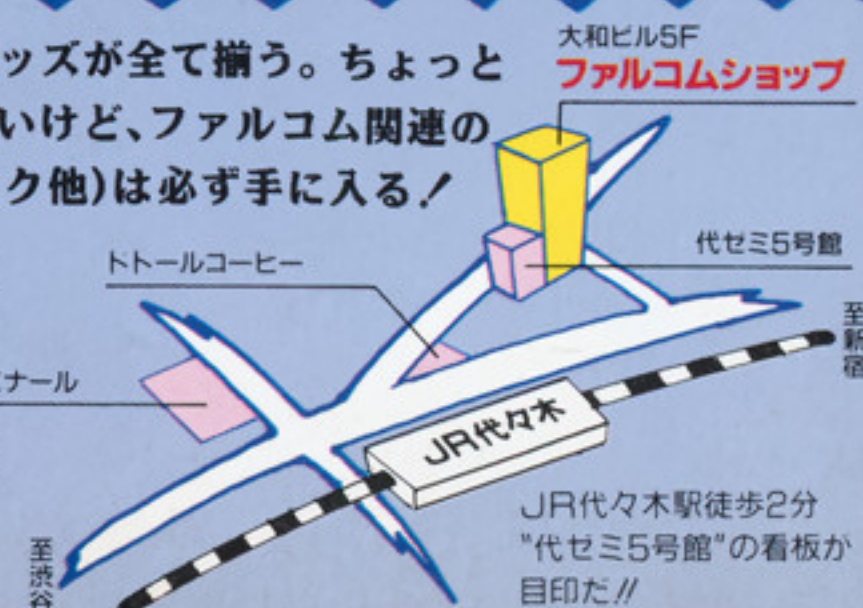 大和ビル5F
ファルコムショップ
ッズが全て揃う。ちょっと
いけど、ファルコム関連の
ク他)は必ず手に入る!
代ゼミ5号館
トトールコーヒー
至新宿
ナール
JR代々木
JR代々木駅徒歩2分
"代ゼミ5号館"の看板が
目印だ!!
至渋谷